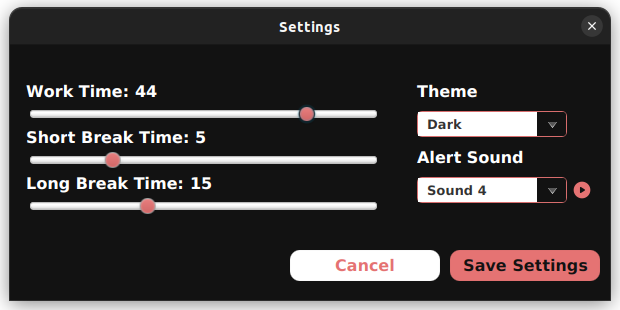 Settings
Work Time: 44
Short Break Time: 5
Long Break Time: 15
Theme
Dark
Alert Sound
Sound 4
Cancel
Save Settings